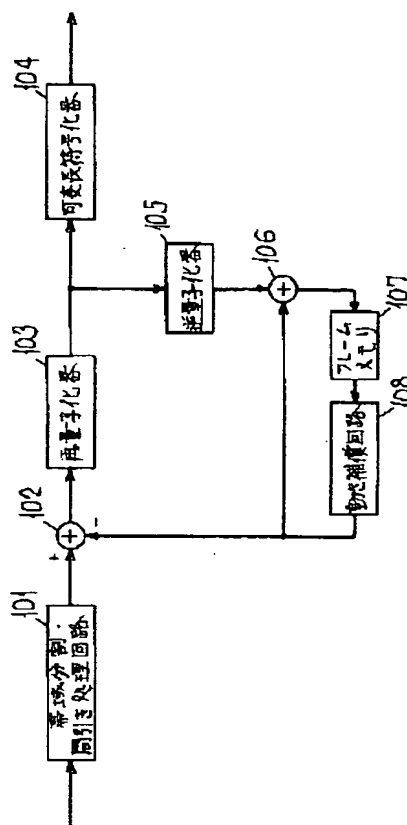 101
帯域分割・
間引き処理回路
+
102
-
103
再量子化器
104
可変長符号化器
105
逆量子化器
106
107
フレーム
メモリ
108
動き補償回路